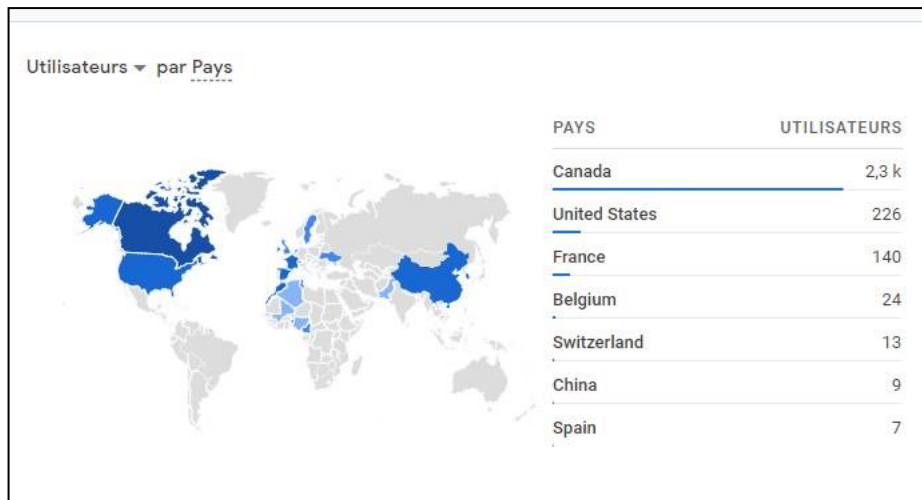 Utilisateurs par Pays
PAYS UTILISATEURS
Canada 2,3 k
United States 226
France 140
Belgium 24
Switzerland 13
China 9
Spain 7